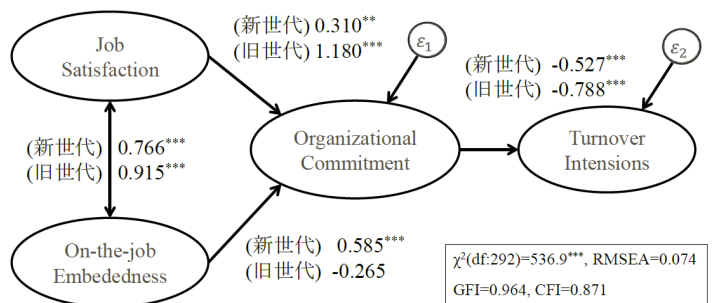 Job
Satisfaction
(新世代) 0.310**
(旧世代) 1.180***
ε1
(新世代) -0.527***
(旧世代) -0.788***
ε2
(新世代) 0.766***
(旧世代) 0.915***
Organizational
Commitment
Turnover
Intensions
On-the-job
Embededness
(新世代) 0.585***
(旧世代) -0.265
χ²(df:292)=536.9***, RMSEA=0.074
GFI=0.964, CFI=0.871